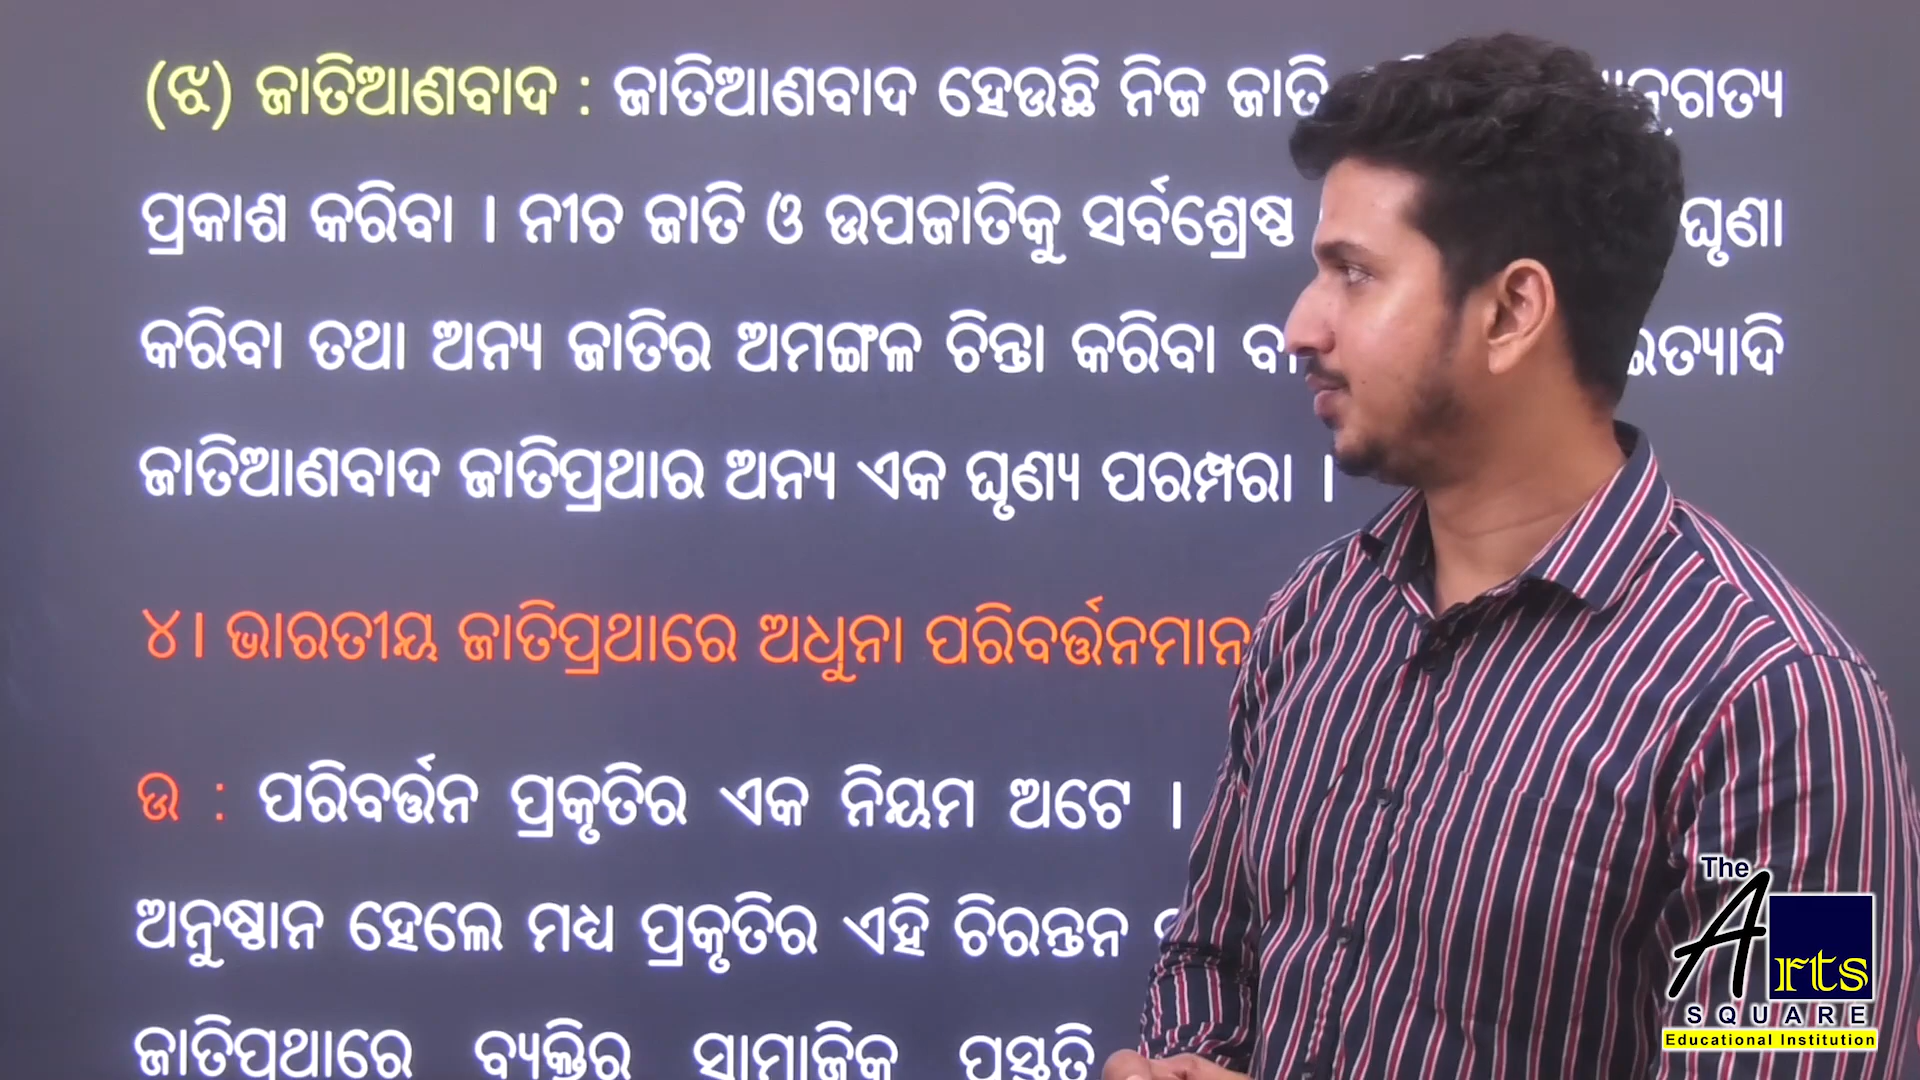 (ଝ) ଜାତିଆଣବାଦ : ଜାତିଆଣବାଦ ହେଉଛି ନିଜ ଜାତି
ପ୍ରକାଶ କରିବା । ନୀଚ ଜାତି ଓ ଉପଜାତିକୁ ସର୍ବଶ୍ରେଷ୍ଠ ଘୃଣା
କରିବା ତଥା ଅନ୍ୟ ଜାତିର ଅମଙ୍ଗଳ ଚିନ୍ତା କରିବା
ଜାତିଆଣବାଦ ଜାତିପ୍ରଥାର ଅନ୍ୟ ଏକ ଘୃଣ୍ୟ ପରମ୍ପରା ।
୪। ଭାରତୀୟ ଜାତିପ୍ରଥାରେ ଅଧୁନା ପରିବର୍ତ୍ତନମାନ
ଉ : ପରିବର୍ତ୍ତନ ପ୍ରକୃତିର ଏକ ନିୟମ ଅଟେ ।
ଅନୁଷ୍ଠାନ ହେଲେ ମଧ୍ୟ ପ୍ରକୃତିର ଏହି ଚିରନ୍ତନ
ଜାତିପ୍ରଥାରେ ବ୍ୟକ୍ତିର ସାମାଜିକ
The
Arts
SQUARE
Educational Institution